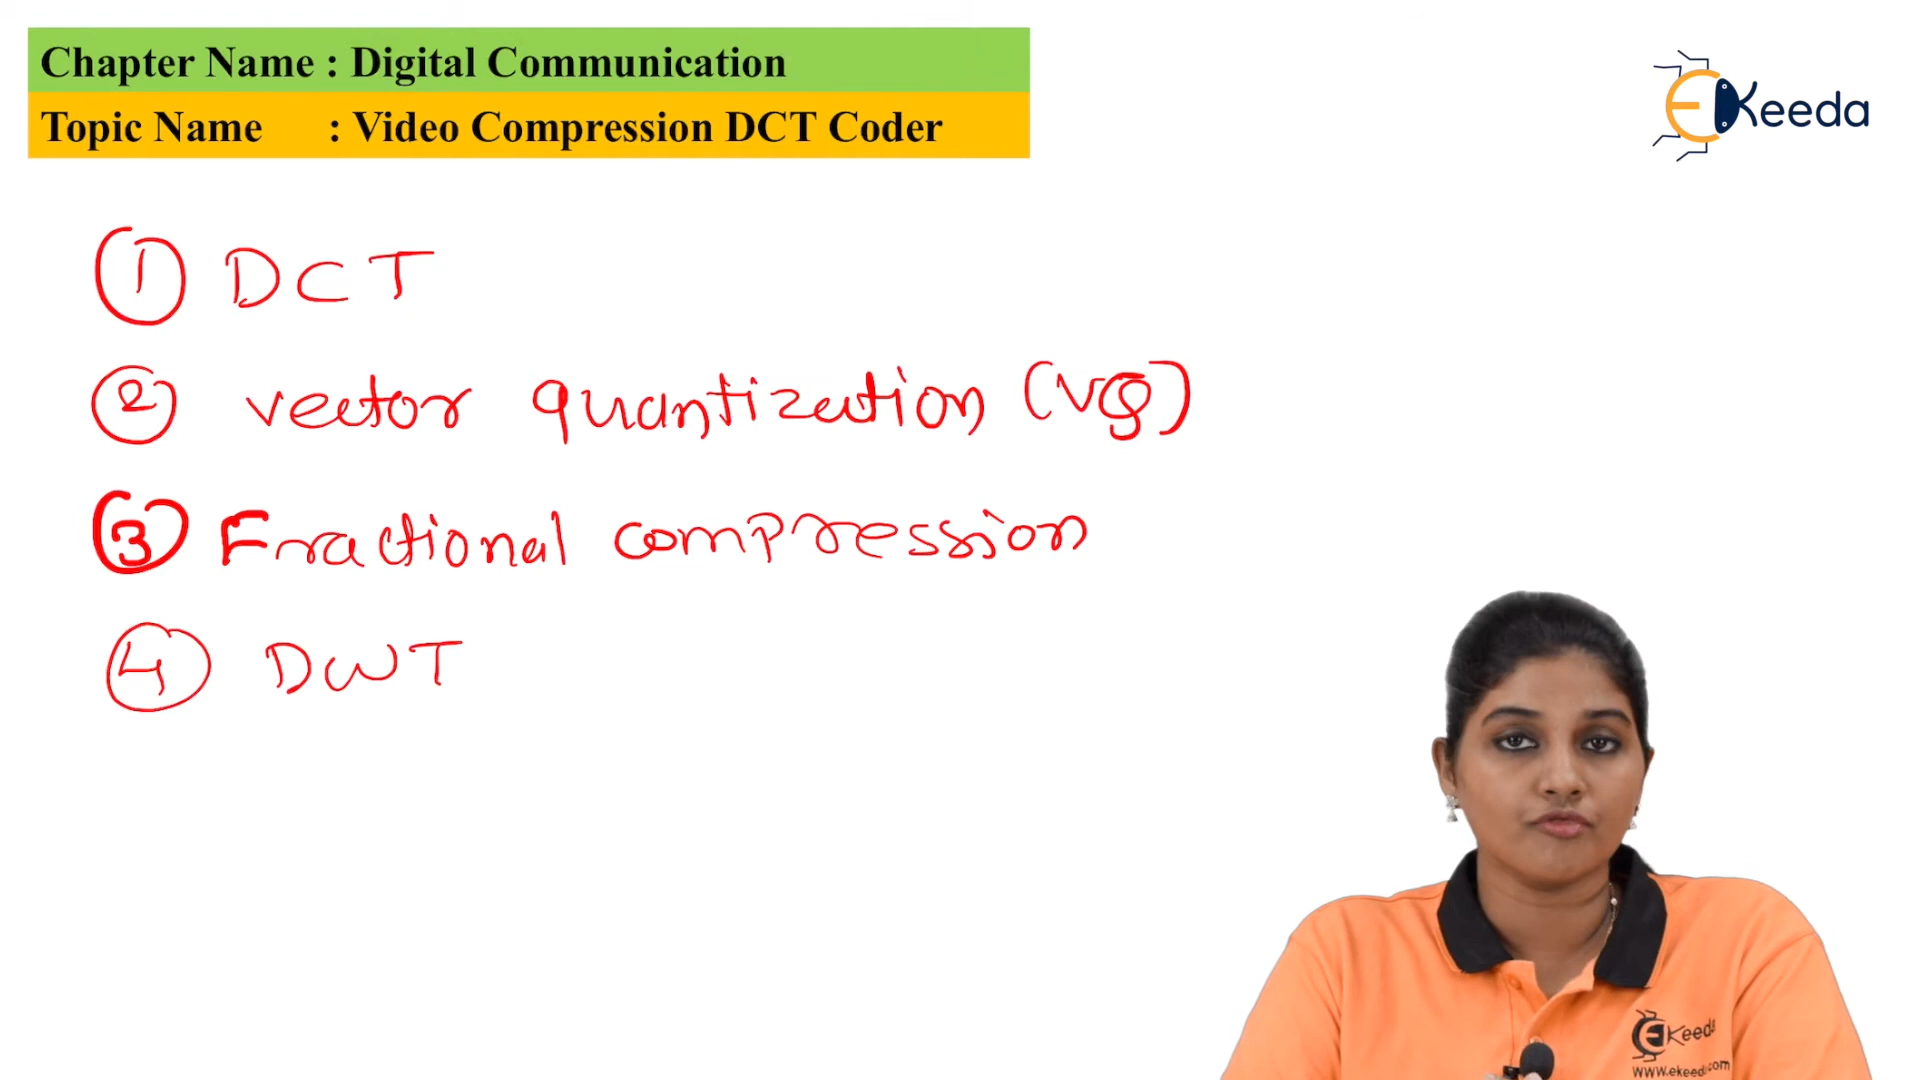 Chapter Name : Digital Communication
Topic Name : Video Compression DCT Coder
EKeeda
1 DCT
2 vector quantization (VQ)
3 Fractional compression
4 DWT
EKeeda
www.ekeeda.com